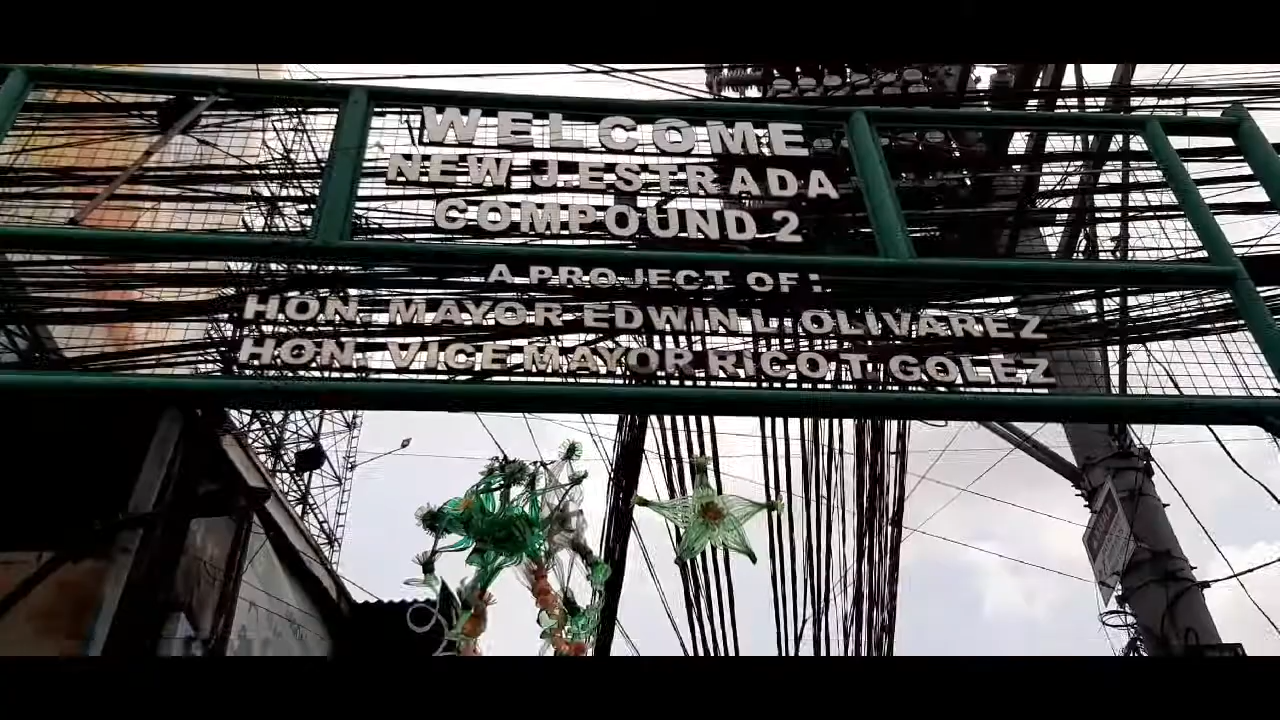 WELCOME
NEW J.ESTRADA
COMPOUND 2
A PROJECT OF:
HON. MAYOR EDWIN L. OLIVAREZ
HON. VICE MAYOR RICO T. GOLEZ